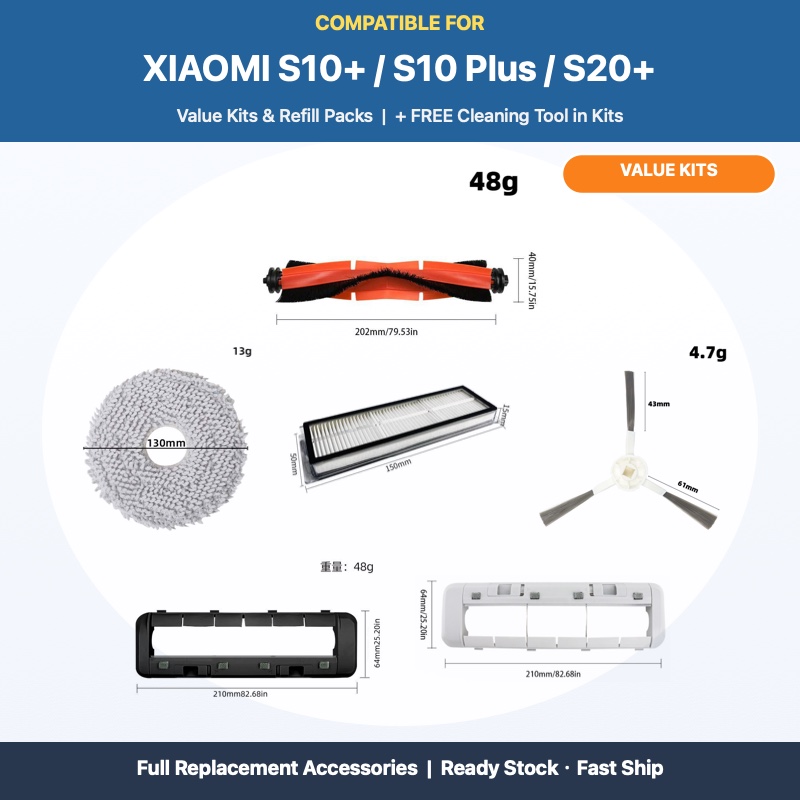 COMPATIBLE FOR
XIAOMI S10+ / S10 Plus / S20+
Value Kits & Refill Packs | + FREE Cleaning Tool in Kits
VALUE KITS
48g
40mm/15.75in
202mm/79.53in
13g
4.7g
130mm
15mm
50mm
150mm
43mm
61mm
重量：48g
64mm25.20in
210mm82.68in
64mm/25.20in
210mm/82.68in
Full Replacement Accessories | Ready Stock · Fast Ship